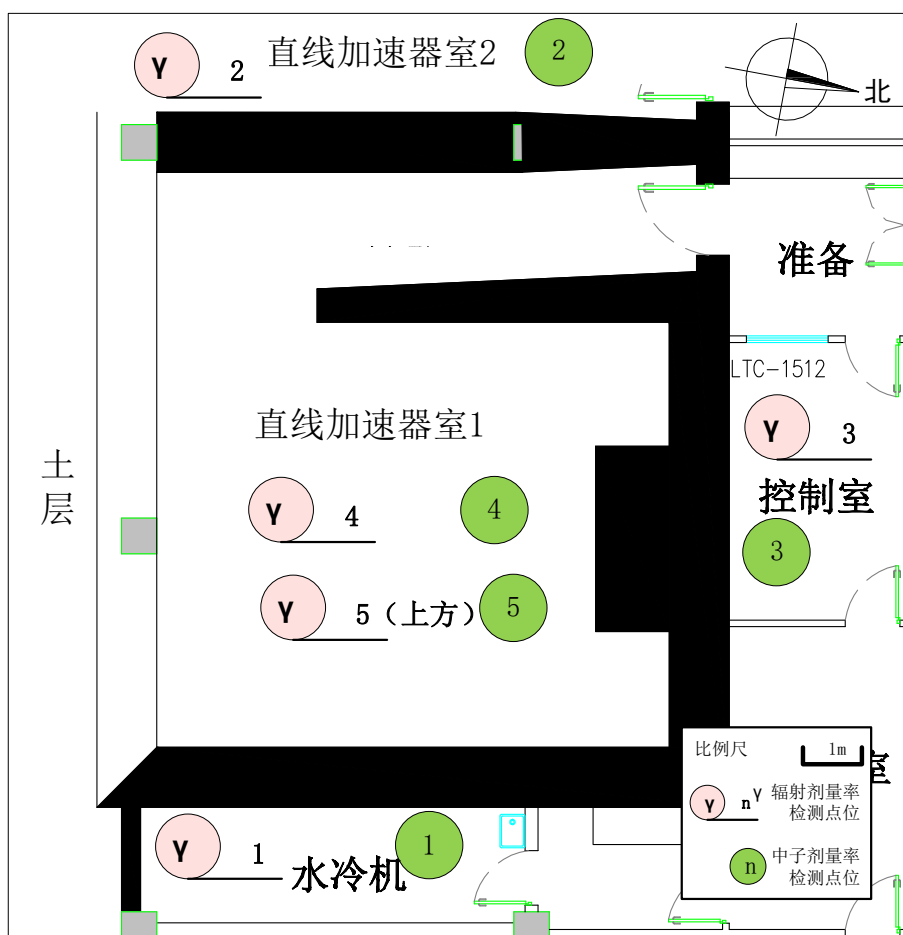 γ 2
直线加速器室2
2
北
准备
LTC-1512
直线加速器室1
γ 3
土层
控制室
γ 4
4
3
γ 5（上方）
5
比例尺 1m
室
γ nγ 辐射剂量率
检测点位
n 中子剂量率
检测点位
γ 1
水冷机
1